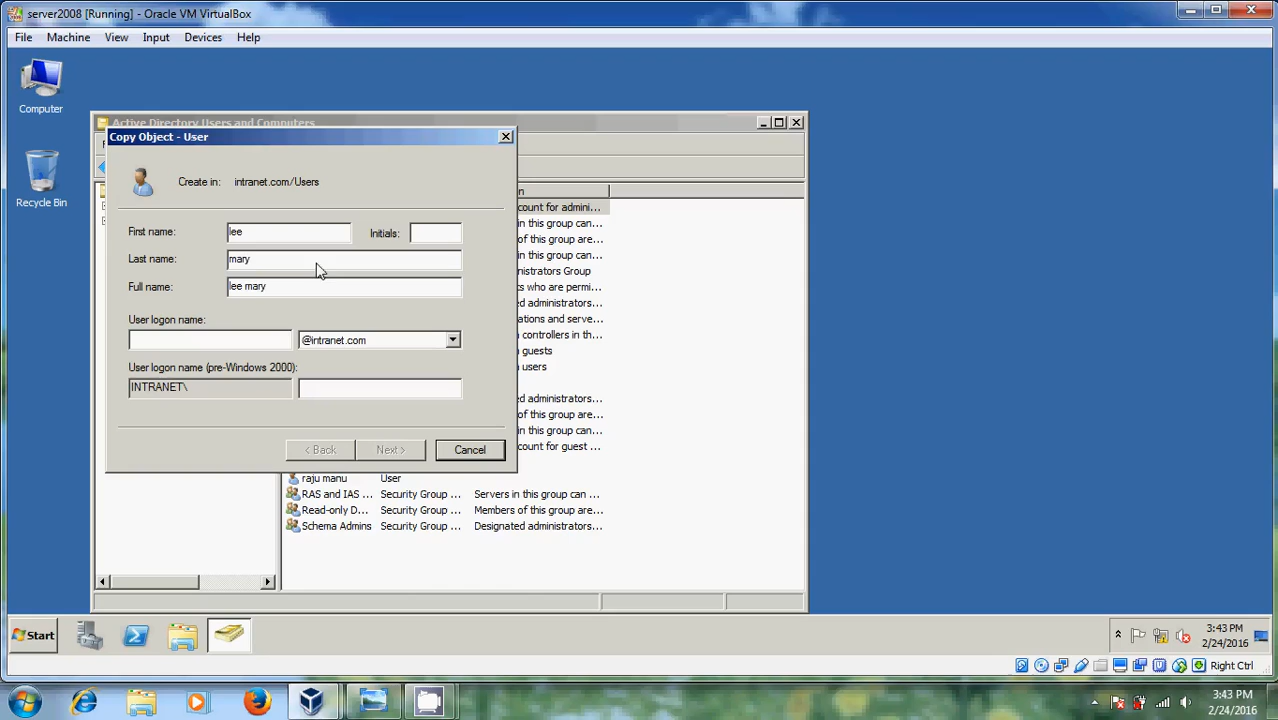 server2008 [Running] - Oracle VM VirtualBox
File Machine View Input Devices Help
Computer
Recycle Bin
Active Directory Users and Computers
Copy Object - User
Create in: intranet.com/Users
First name: lee Initials:
Last name: mary
Full name: lee mary
User logon name:
@intranet.com
User logon name (pre-Windows 2000):
INTRANET\
< Back Next > Cancel
count for admini...
in this group can...
of this group are...
in this group can...
ministrators Group
ts who are permi...
ed administrators...
ations and serve...
n controllers in th...
n guests
n users
ed administrators...
in this group can...
count for guest ...
raju manu User
RAS and IAS ... Security Group ... Servers in this group can ...
Read-only D... Security Group ... Members of this group are...
Schema Admins Security Group ... Designated administrators...
Start
3:43 PM
2/24/2016
Right Ctrl
3:43 PM
2/24/2016